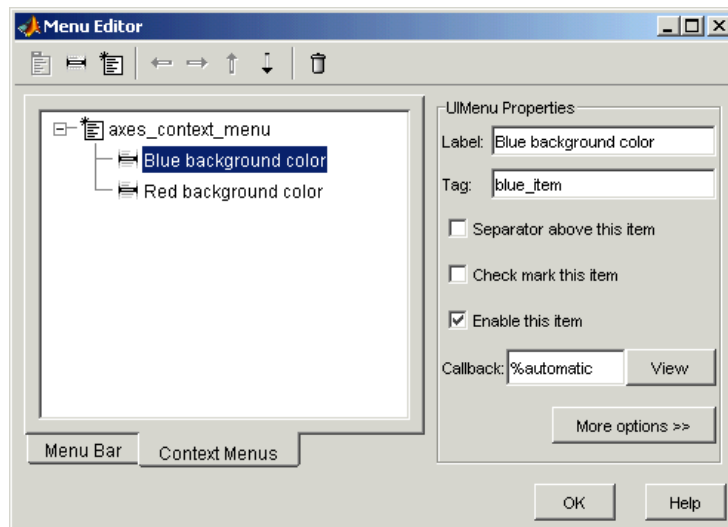 Menu Editor
axes_context_menu
Blue background color
Red background color
Menu Bar
Context Menus
UIMenu Properties
Label: Blue background color
Tag: blue_item
Separator above this item
Check mark this item
Enable this item
Callback: %automatic View
More options >>
OK Help